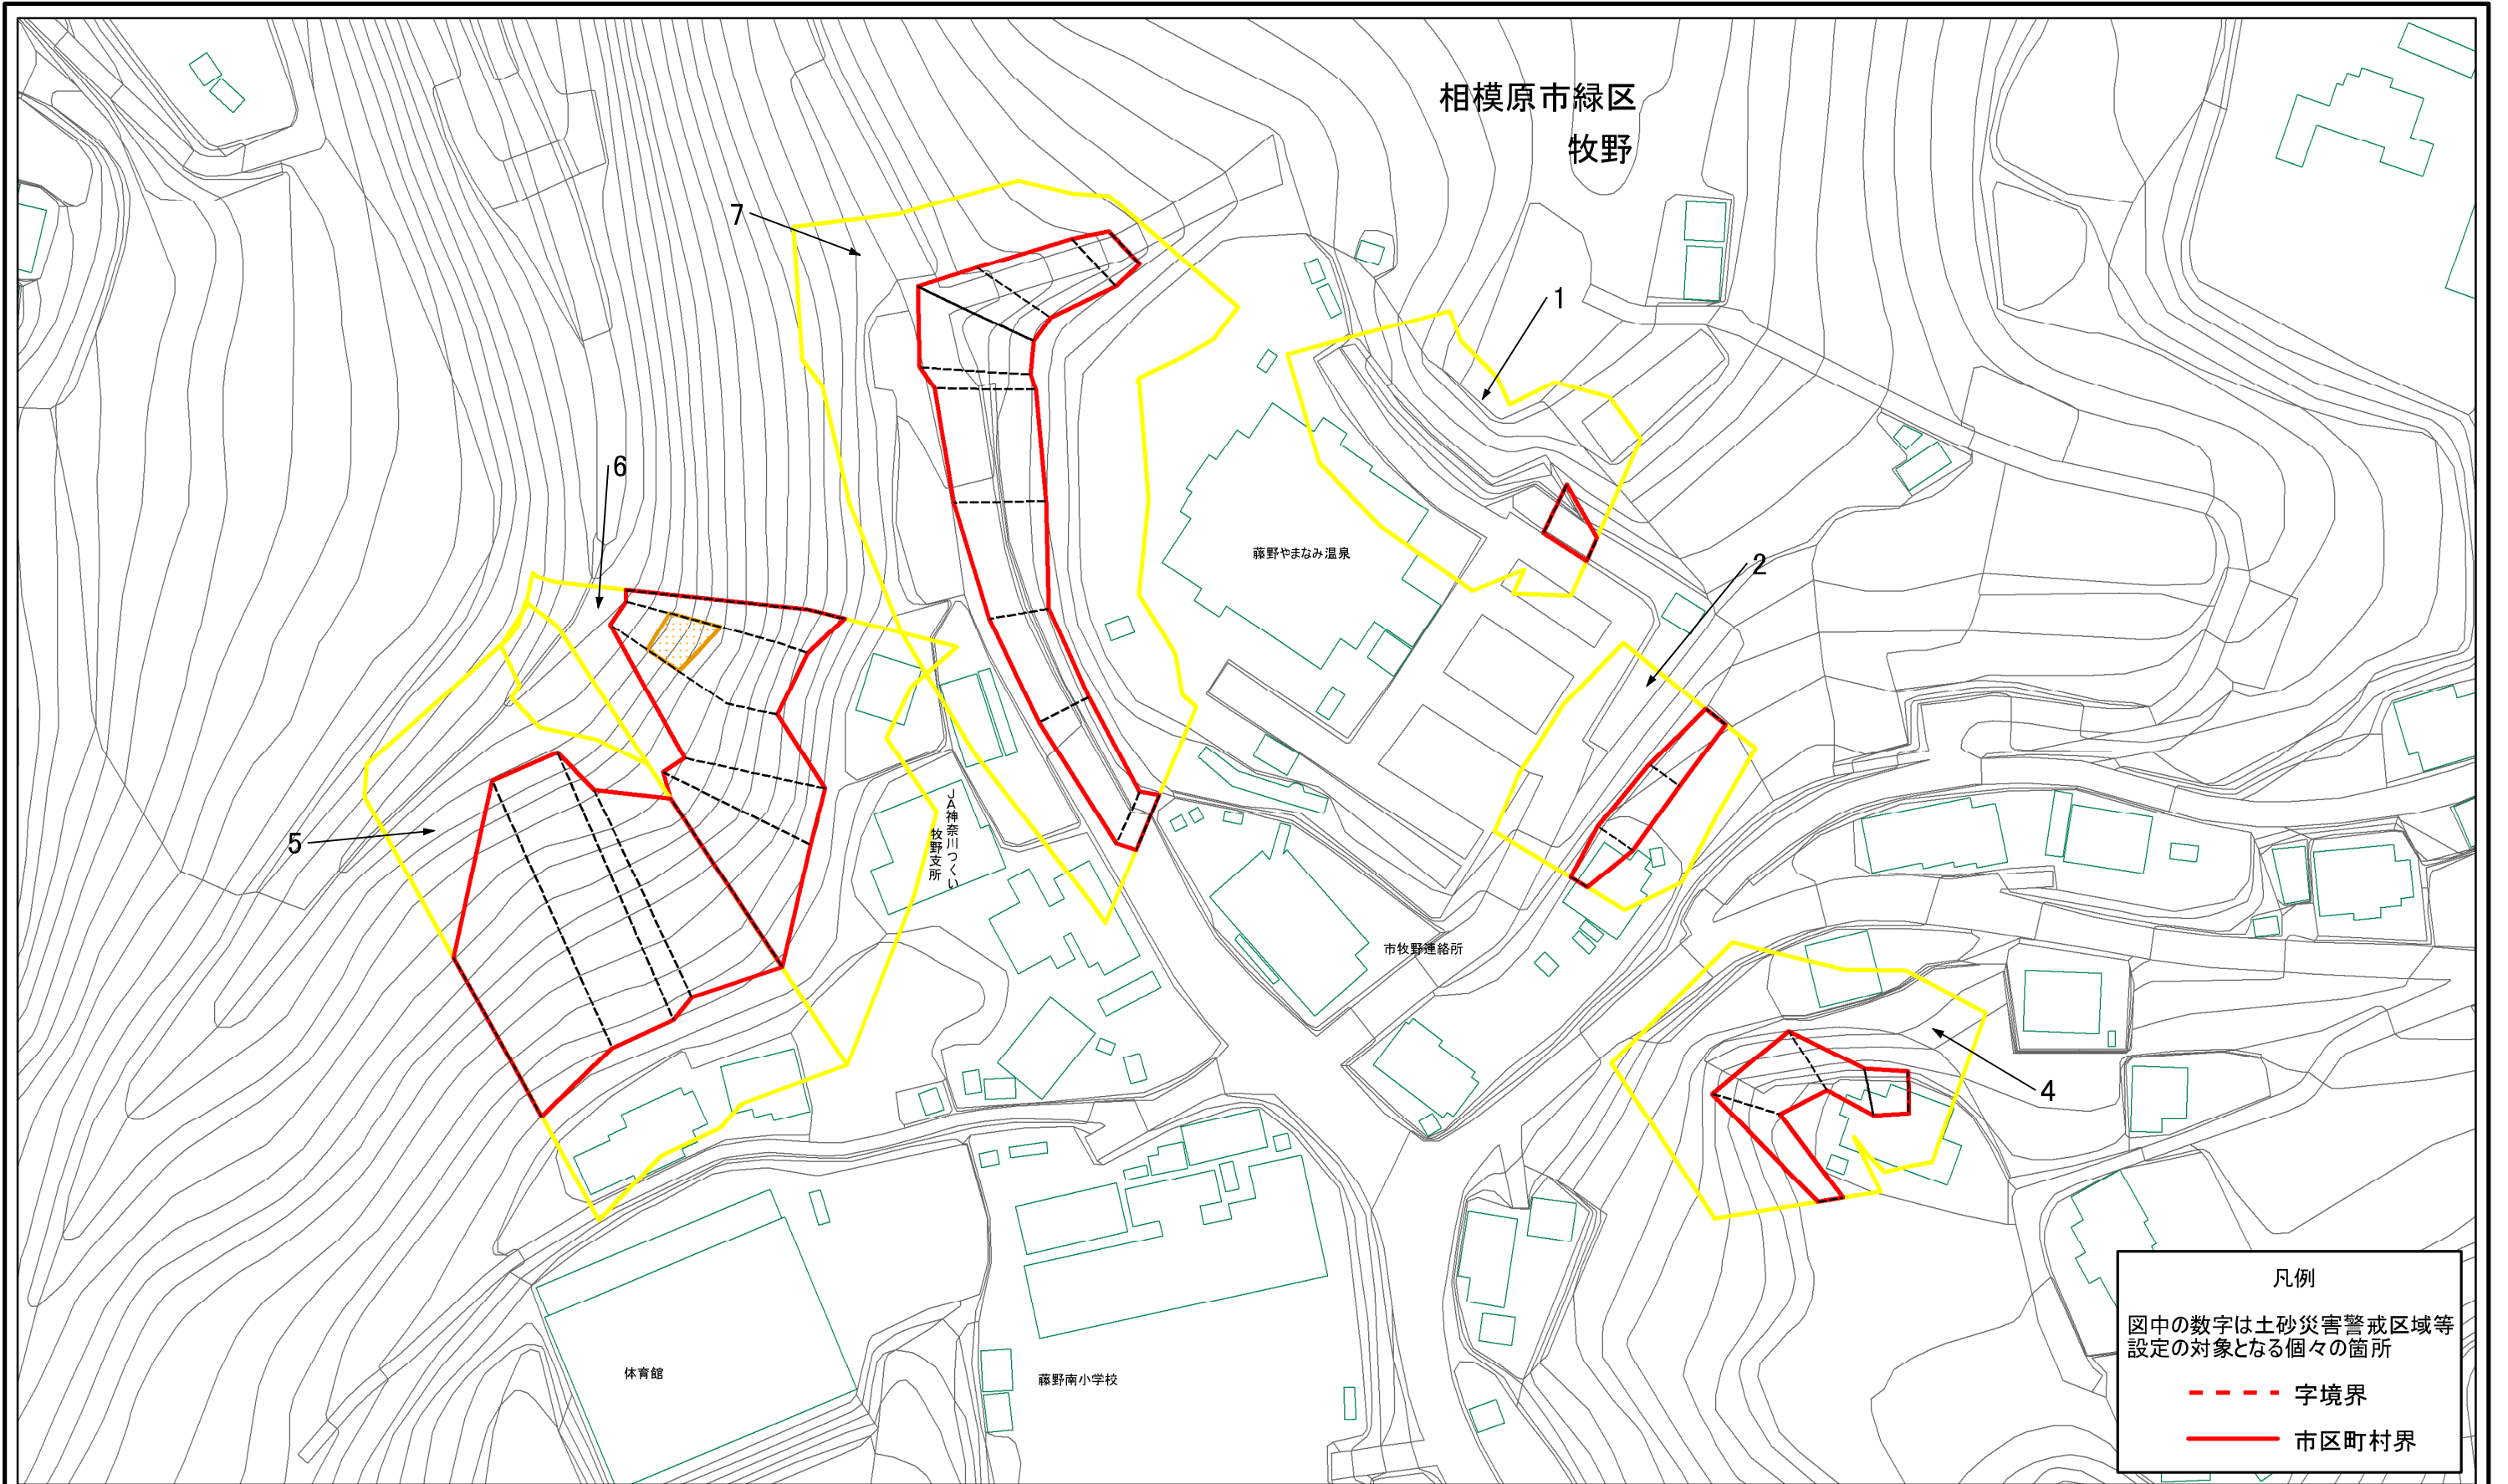 相模原市緑区
牧野
7
1
6
藤野やまなみ温泉
2
5
JA神奈川つくい
牧野支所
市牧野連絡所
4
体育館
藤野南小学校
凡例
図中の数字は土砂災害警戒区域等
設定の対象となる個々の箇所
字境界
市区町村界